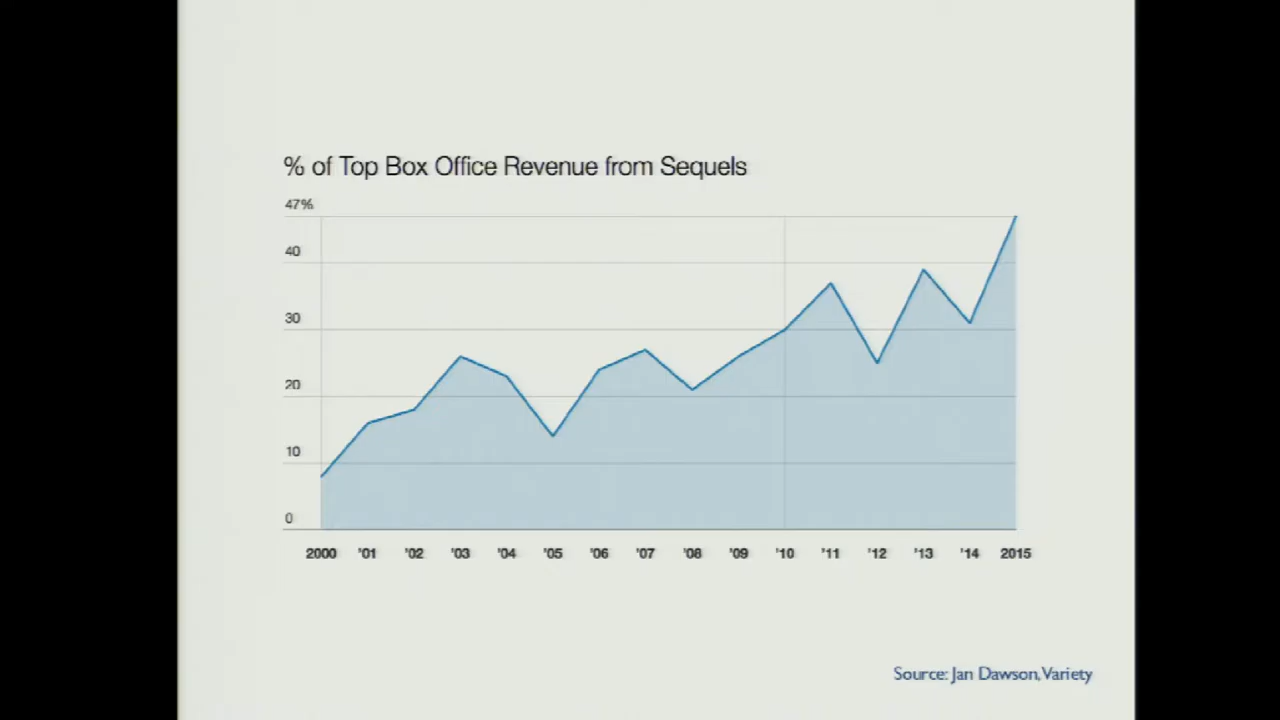 % of Top Box Office Revenue from Sequels
47%
40
30
20
10
0
2000 '01 '02 '03 '04 '05 '06 '07 '08 '09 '10 '11 '12 '13 '14 2015
Source: Jan Dawson, Variety